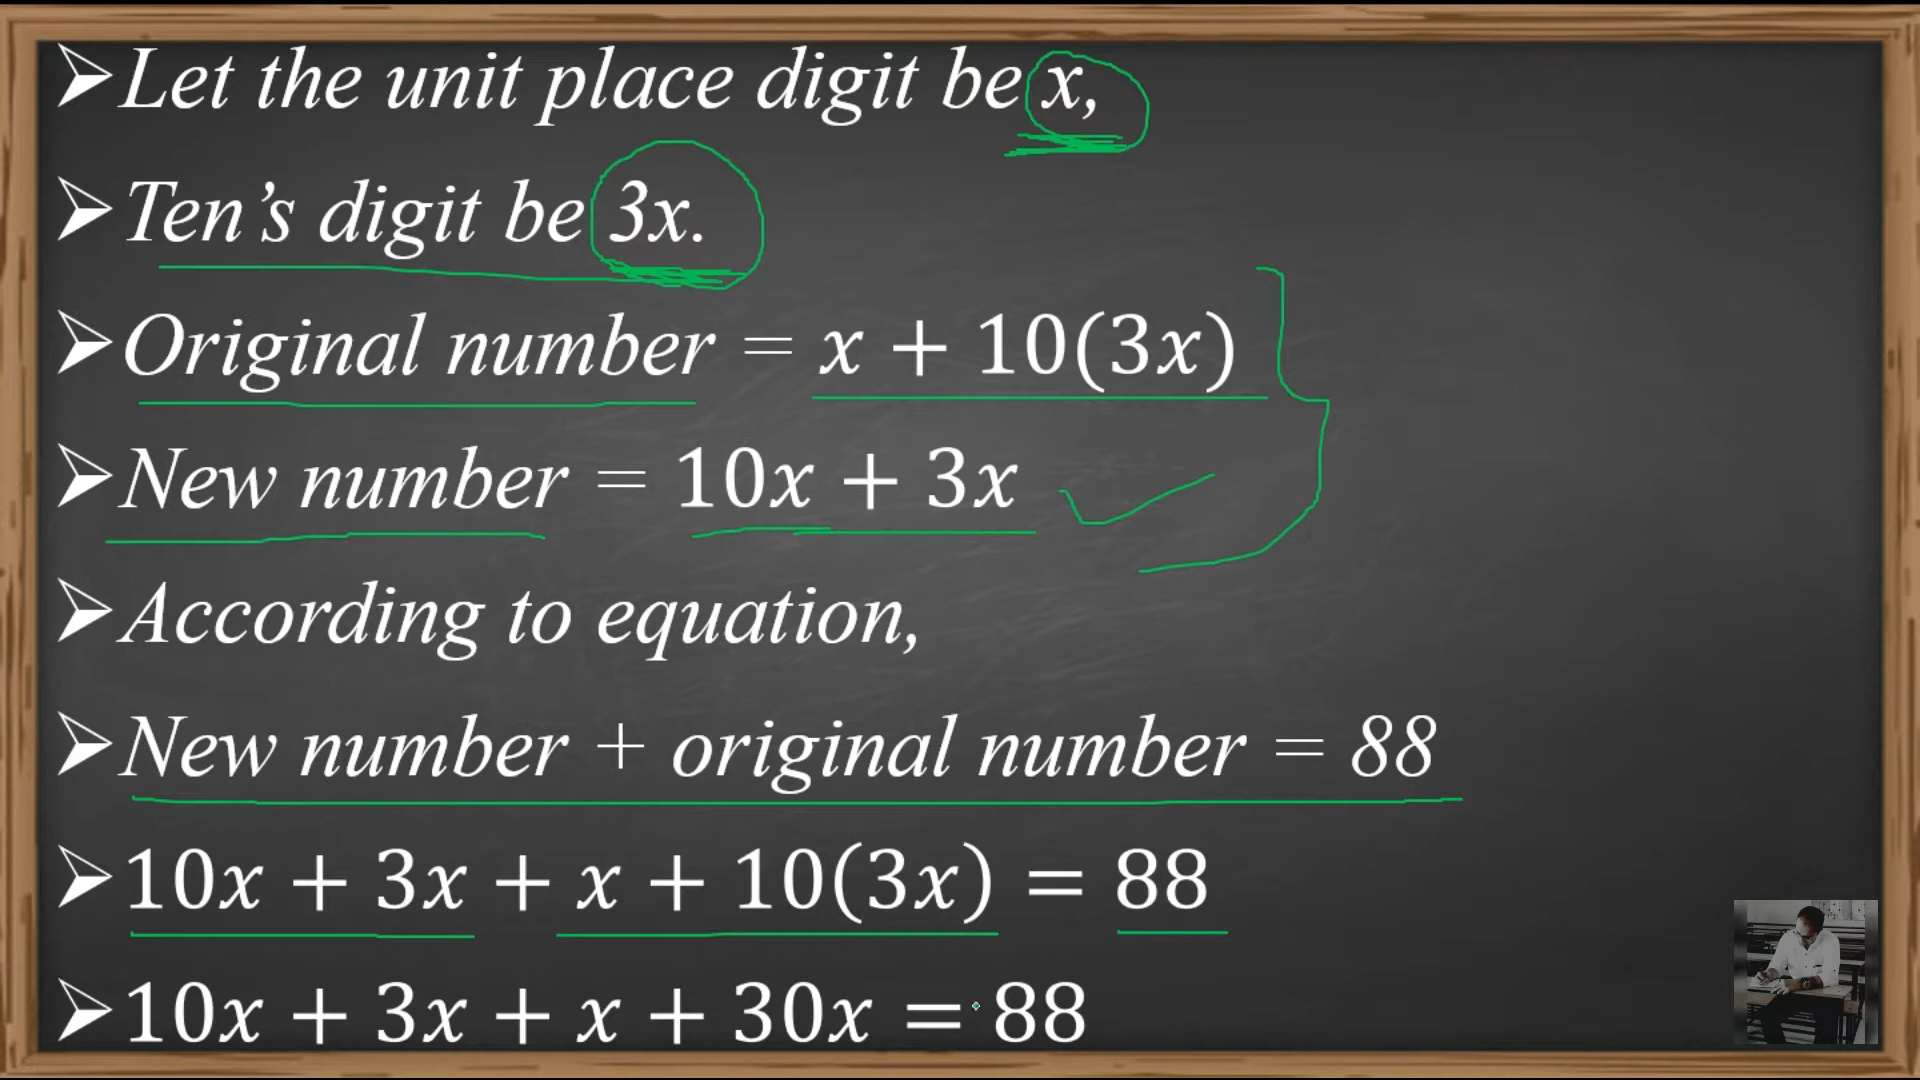 ➢Let the unit place digit be x,
➢Ten’s digit be 3x.
➢Original number = x + 10(3x)
➢New number = 10x + 3x
➢According to equation,
➢New number + original number = 88
➢10x + 3x + x + 10(3x) = 88
➢10x + 3x + x + 30x = 88